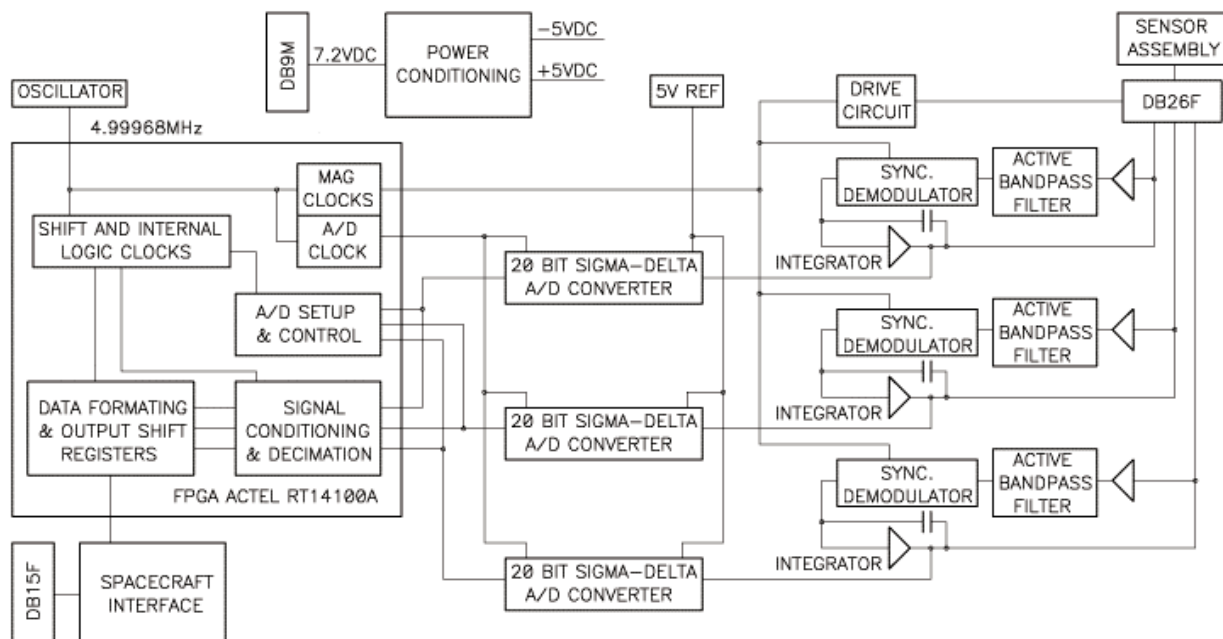 DB9M
7.2VDC
POWER
CONDITIONING
−5VDC
+5VDC
SENSOR
ASSEMBLY
OSCILLATOR
5V REF
DRIVE
CIRCUIT
DB26F
4.99968MHz
MAG
CLOCKS
A/D
CLOCK
SHIFT AND INTERNAL
LOGIC CLOCKS
A/D SETUP
& CONTROL
DATA FORMATING
& OUTPUT SHIFT
REGISTERS
SIGNAL
CONDITIONING
& DECIMATION
FPGA ACTEL RT14100A
DB15F
SPACECRAFT
INTERFACE
20 BIT SIGMA−DELTA
A/D CONVERTER
20 BIT SIGMA−DELTA
A/D CONVERTER
20 BIT SIGMA−DELTA
A/D CONVERTER
SYNC.
DEMODULATOR
ACTIVE
BANDPASS
FILTER
INTEGRATOR
SYNC.
DEMODULATOR
ACTIVE
BANDPASS
FILTER
INTEGRATOR
SYNC.
DEMODULATOR
ACTIVE
BANDPASS
FILTER
INTEGRATOR